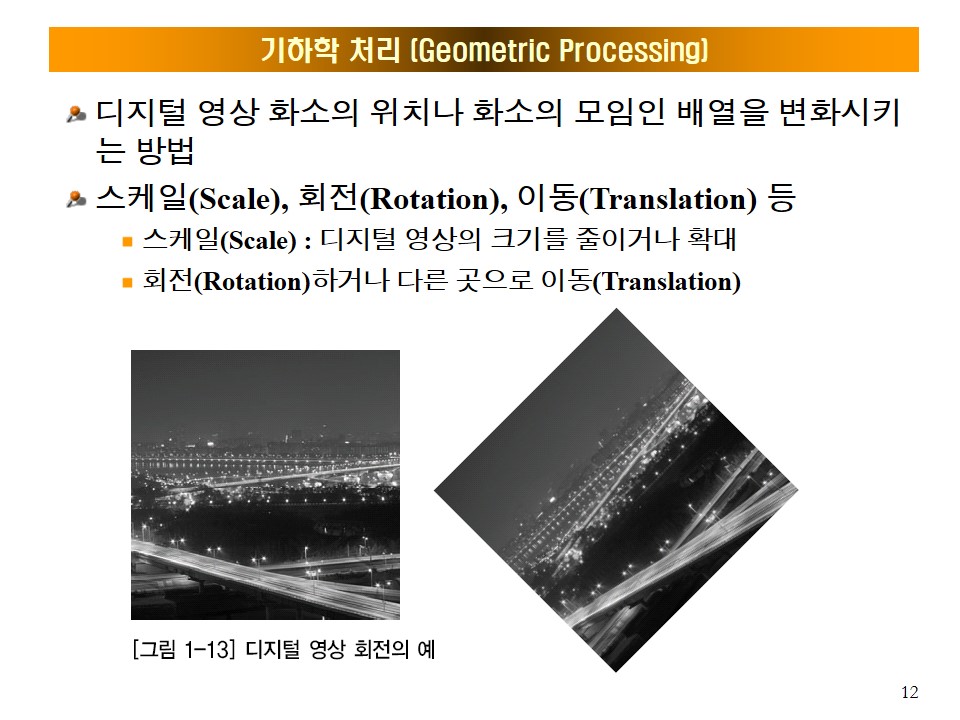 기하학 처리 (Geometric Processing)
디지털 영상 화소의 위치나 화소의 모임인 배열을 변화시키
는 방법
스케일(Scale), 회전(Rotation), 이동(Translation) 등
스케일(Scale) : 디지털 영상의 크기를 줄이거나 확대
회전(Rotation)하거나 다른 곳으로 이동(Translation)
[그림 1-13] 디지털 영상 회전의 예
12